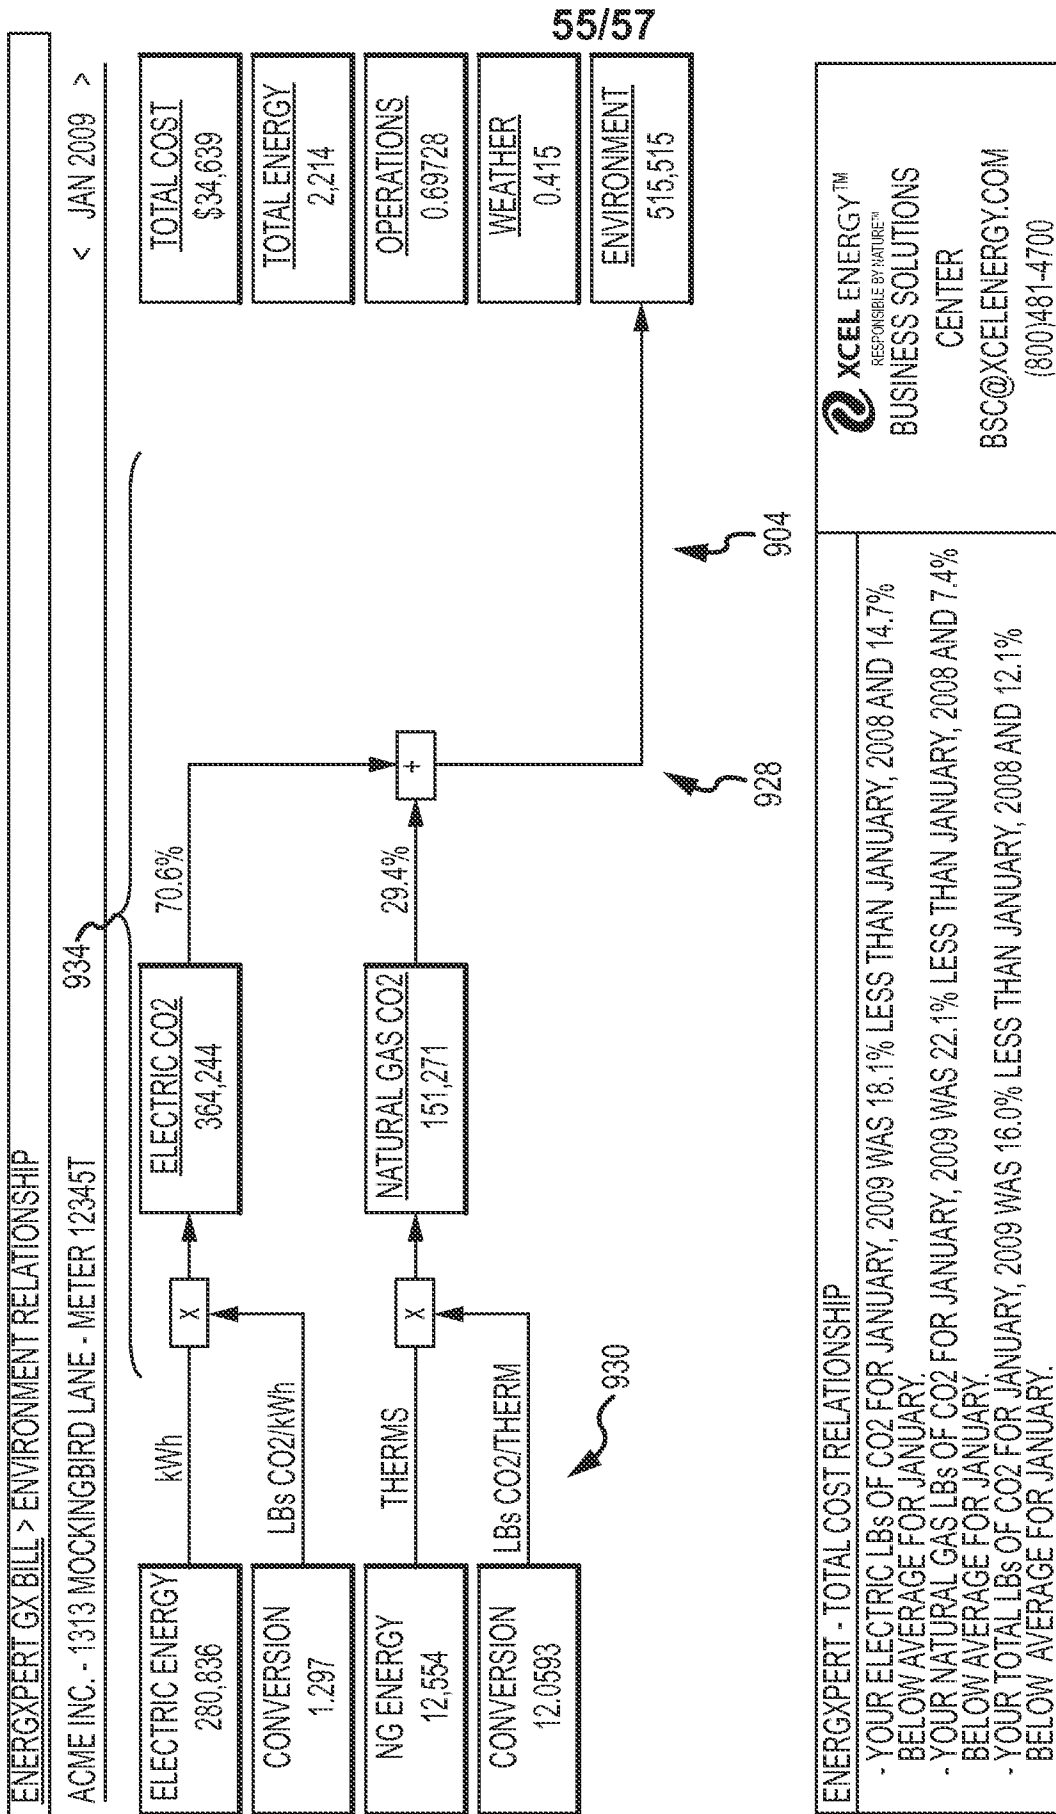 55/57
ENERGXPERT GX BILL > ENVIRONMENT RELATIONSHIP
ACME INC. - 1313 MOCKINGBIRD LANE - METER 12345T
< JAN 2009 >
934
ELECTRIC ENERGY
280,836
kWh
X
ELECTRIC CO2
364,244
70.6%
TOTAL COST
$34,639
CONVERSION
1.297
LBs CO2/kWh
TOTAL ENERGY
2,214
NG ENERGY
12,554
THERMS
X
NATURAL GAS CO2
151,271
29.4%
+
OPERATIONS
0.69728
CONVERSION
12.0593
LBs CO2/THERM
WEATHER
0.415
ENVIRONMENT
515,515
930
928
904
ENERGXPERT - TOTAL COST RELATIONSHIP
- YOUR ELECTRIC LBs OF CO2 FOR JANUARY, 2009 WAS 18.1% LESS THAN JANUARY, 2008 AND 14.7%
BELOW AVERAGE FOR JANUARY.
- YOUR NATURAL GAS LBs OF CO2 FOR JANUARY, 2009 WAS 22.1% LESS THAN JANUARY, 2008 AND 7.4%
BELOW AVERAGE FOR JANUARY.
- YOUR TOTAL LBs OF CO2 FOR JANUARY, 2009 WAS 16.0% LESS THAN JANUARY, 2008 AND 12.1%
BELOW AVERAGE FOR JANUARY.
XCEL ENERGY™
RESPONSIBLE BY NATURE™
BUSINESS SOLUTIONS
CENTER
BSC@XCELENERGY.COM
(800)481-4700